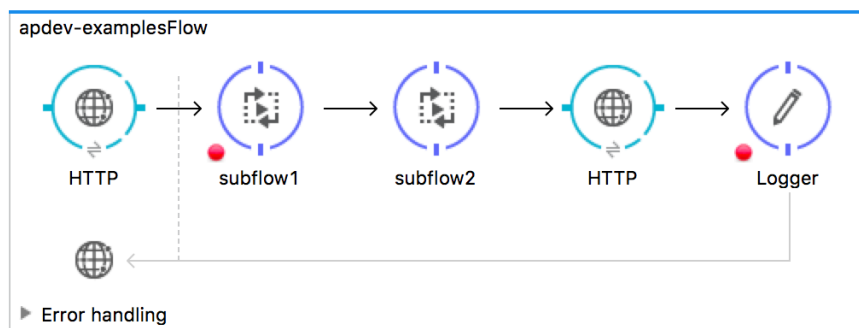 apdev-examplesFlow
HTTP
subflow1
subflow2
HTTP
Logger
Error handling